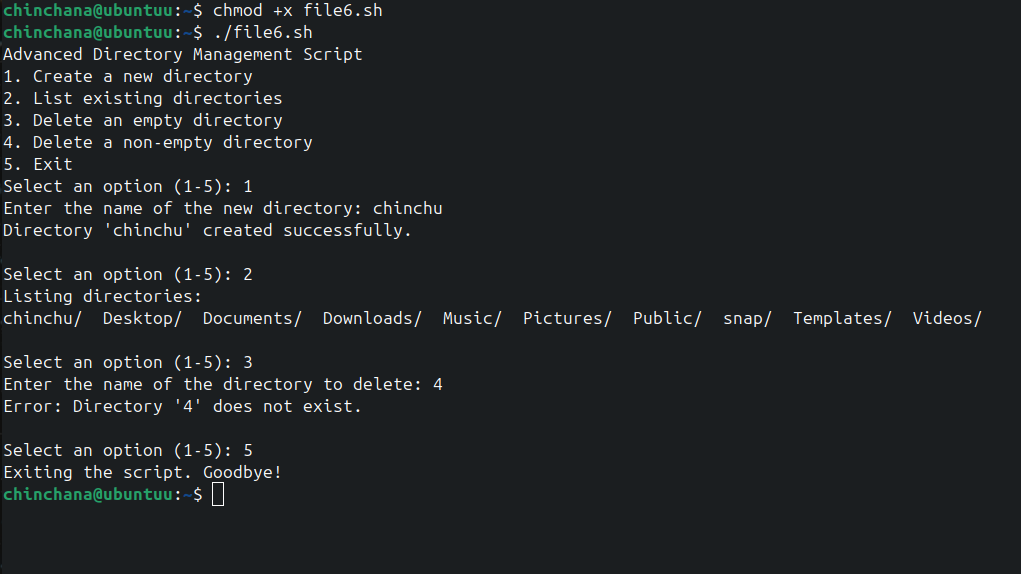 chinchana@ubuntuu:~$ chmod +x file6.sh
chinchana@ubuntuu:~$ ./file6.sh
Advanced Directory Management Script
1. Create a new directory
2. List existing directories
3. Delete an empty directory
4. Delete a non-empty directory
5. Exit
Select an option (1-5): 1
Enter the name of the new directory: chinchu
Directory 'chinchu' created successfully.
Select an option (1-5): 2
Listing directories:
chinchu/  Desktop/  Documents/  Downloads/  Music/  Pictures/  Public/  snap/  Templates/  Videos/
Select an option (1-5): 3
Enter the name of the directory to delete: 4
Error: Directory '4' does not exist.
Select an option (1-5): 5
Exiting the script. Goodbye!
chinchana@ubuntuu:~$